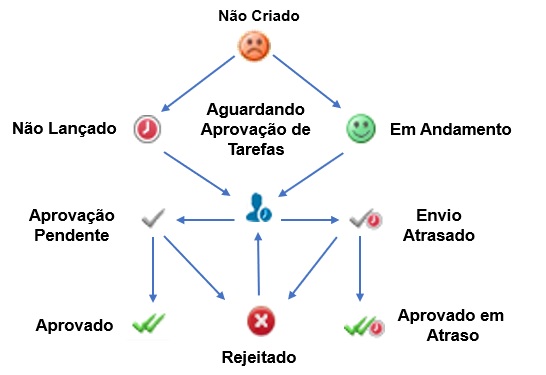 Não Criado
Não Lançado
Aguardando
Aprovação de
Tarefas
Em Andamento
Aprovação
Pendente
Envio
Atrasado
Aprovado
Rejeitado
Aprovado em
Atraso